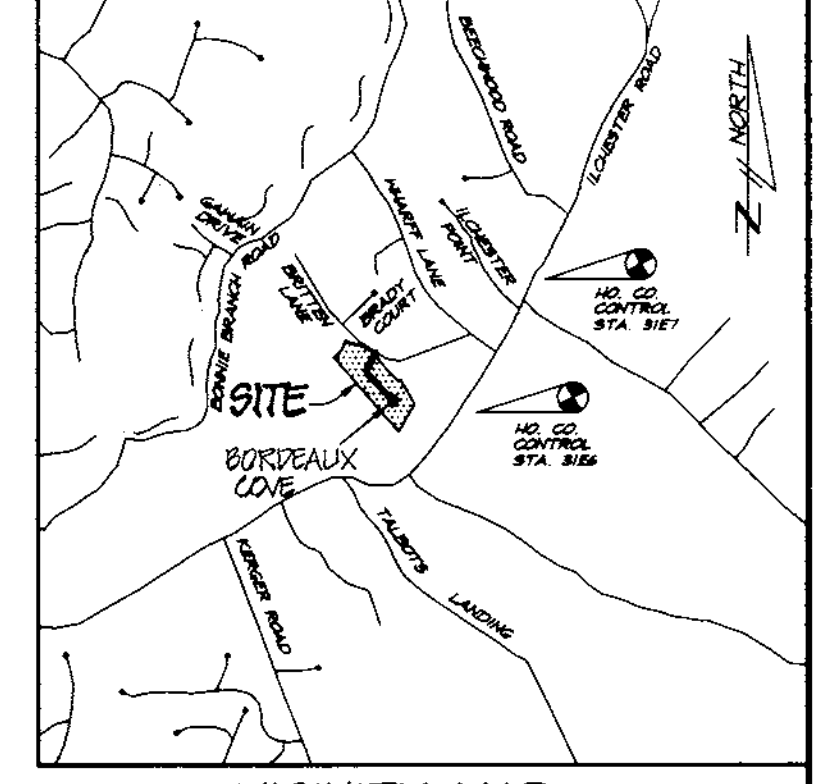 BEECHWOOD ROAD
ILCHESTER ROAD
NORTH
GAMAIN
DRIVE
WHARFF LANE
ILCHESTER
POINT
BONNIE BRANCH ROAD
BRITTEN
LANE
BRADY
COURT
HO. CO.
CONTROL
STA. 31E7
SITE
HO. CO.
CONTROL
STA. 31E6
BORDEAUX
COVE
TALBOTS
LANDING
KERGER ROAD